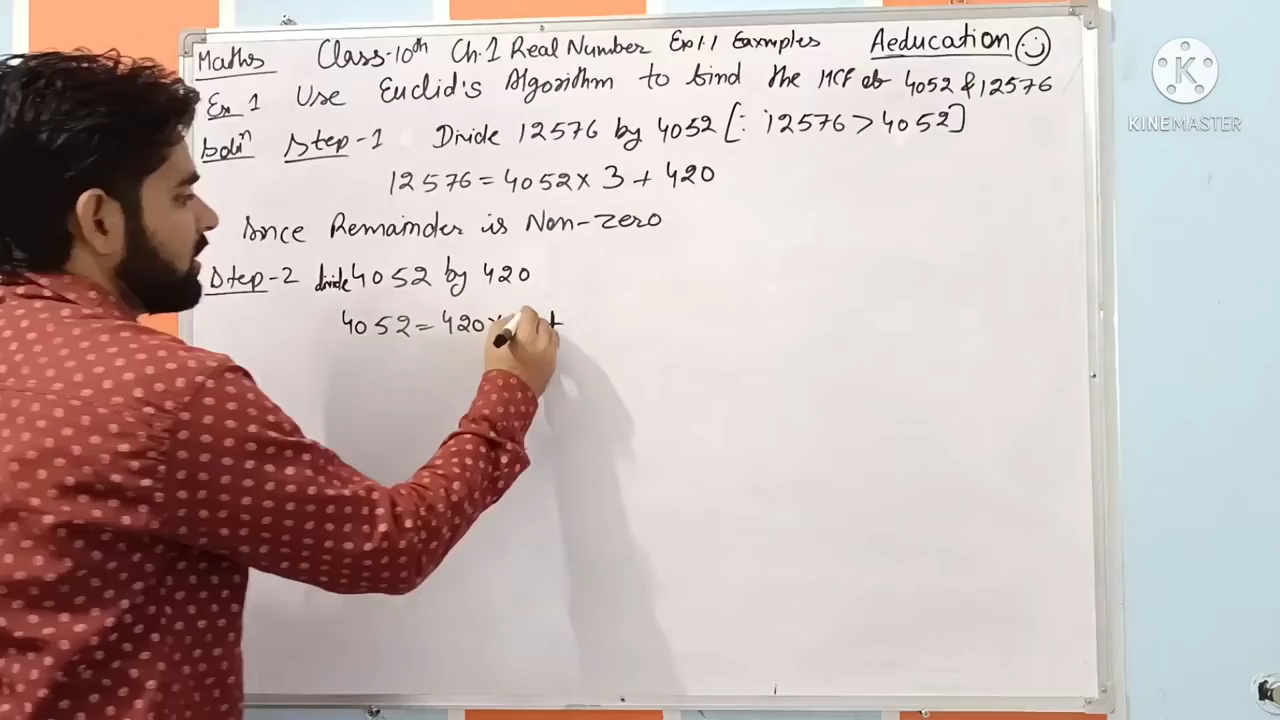 Maths Class-10th Ch.1 Real Number Ex1.1 Examples Aeducation
Ex 1 Use Euclid's Algorithm to find the HCF of 4052 & 12576
Soln Step-1 Divide 12576 by 4052 [∵ 12576 > 4052]
12576 = 4052 × 3 + 420
Since Remainder is Non-zero
Step-2 divide 4052 by 420
4052 = 420 × +
K
KINEMASTER